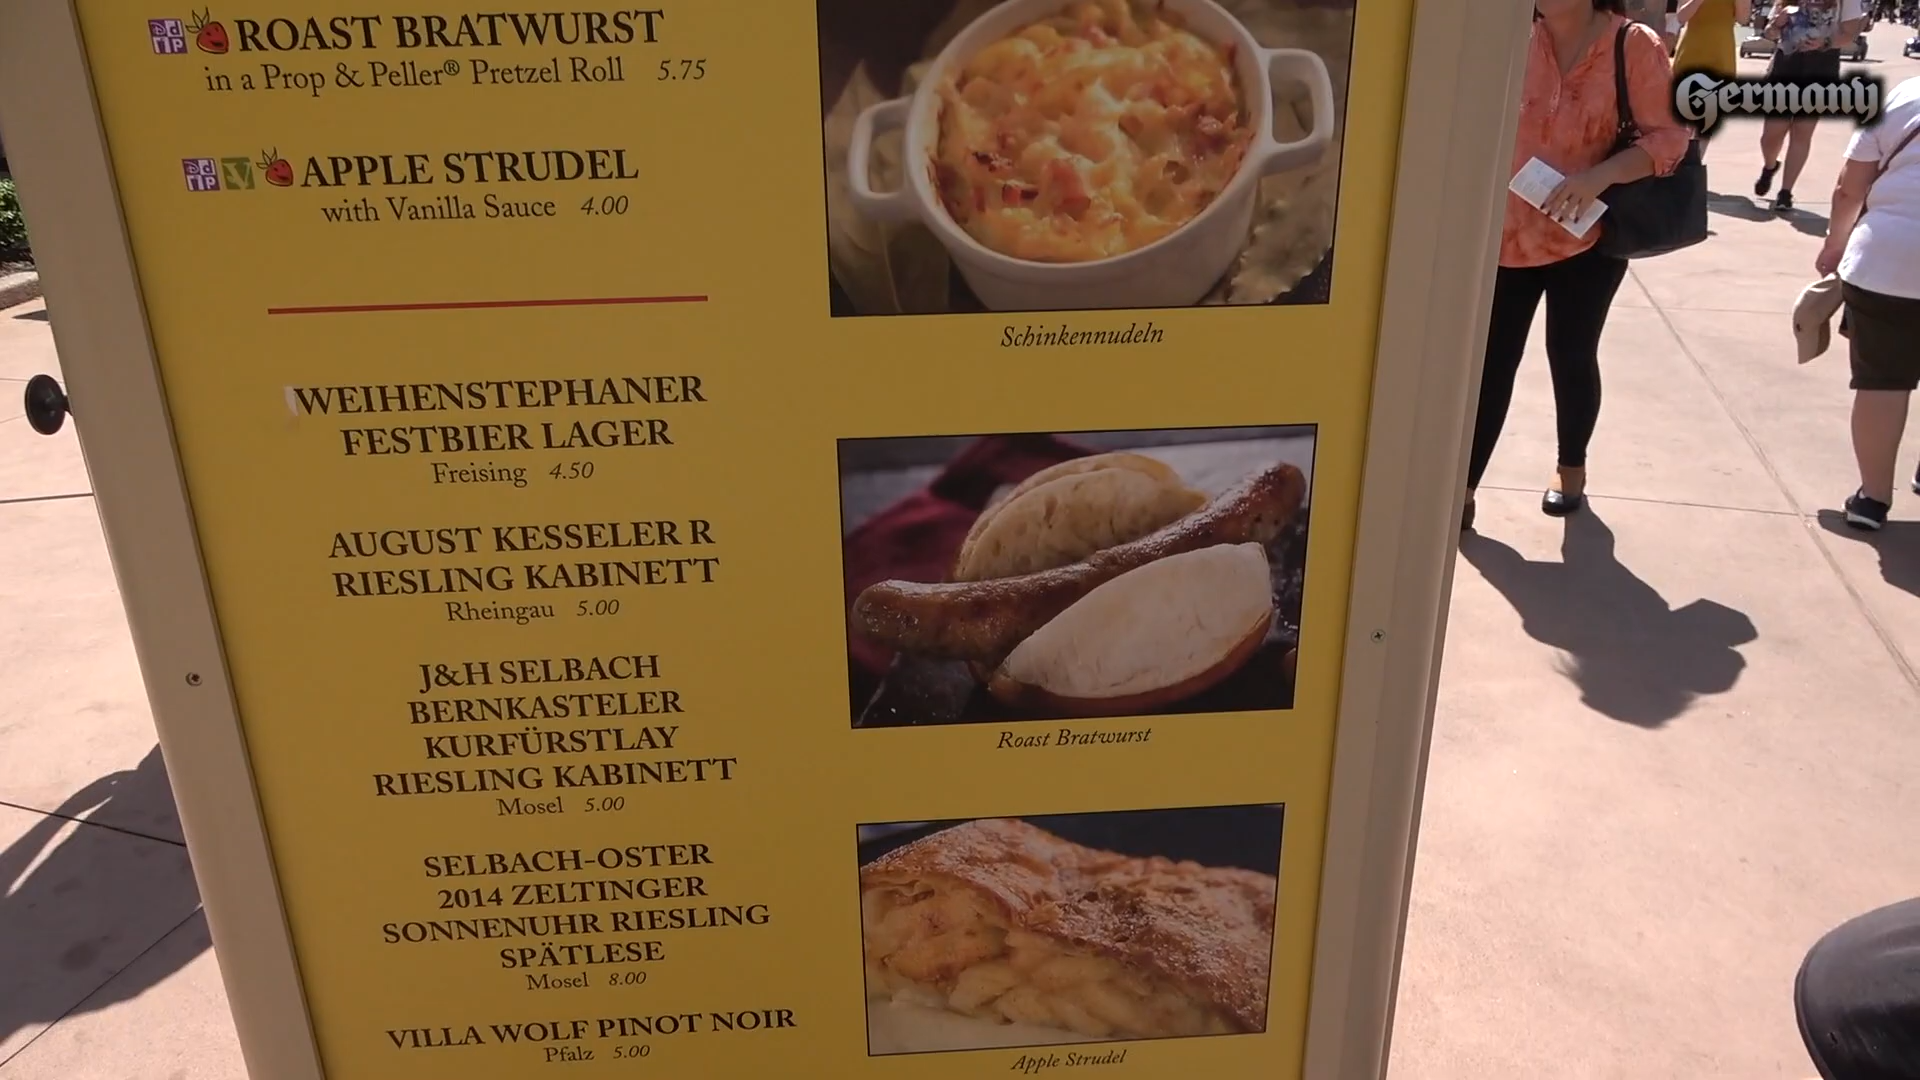 ROAST BRATWURST
in a Prop & Peller® Pretzel Roll 5.75
APPLE STRUDEL
with Vanilla Sauce 4.00
WEIHENSTEPHANER
FESTBIER LAGER
Freising 4.50
AUGUST KESSELER R
RIESLING KABINETT
Rheingau 5.00
J&H SELBACH
BERNKASTELER
KURFÜRSTLAY
RIESLING KABINETT
Mosel 5.00
SELBACH-OSTER
2014 ZELTINGER
SONNENUHR RIESLING
SPÄTLESE
Mosel 8.00
VILLA WOLF PINOT NOIR
Pfalz 5.00
Schinkennudeln
Roast Bratwurst
Apple Strudel
Germany